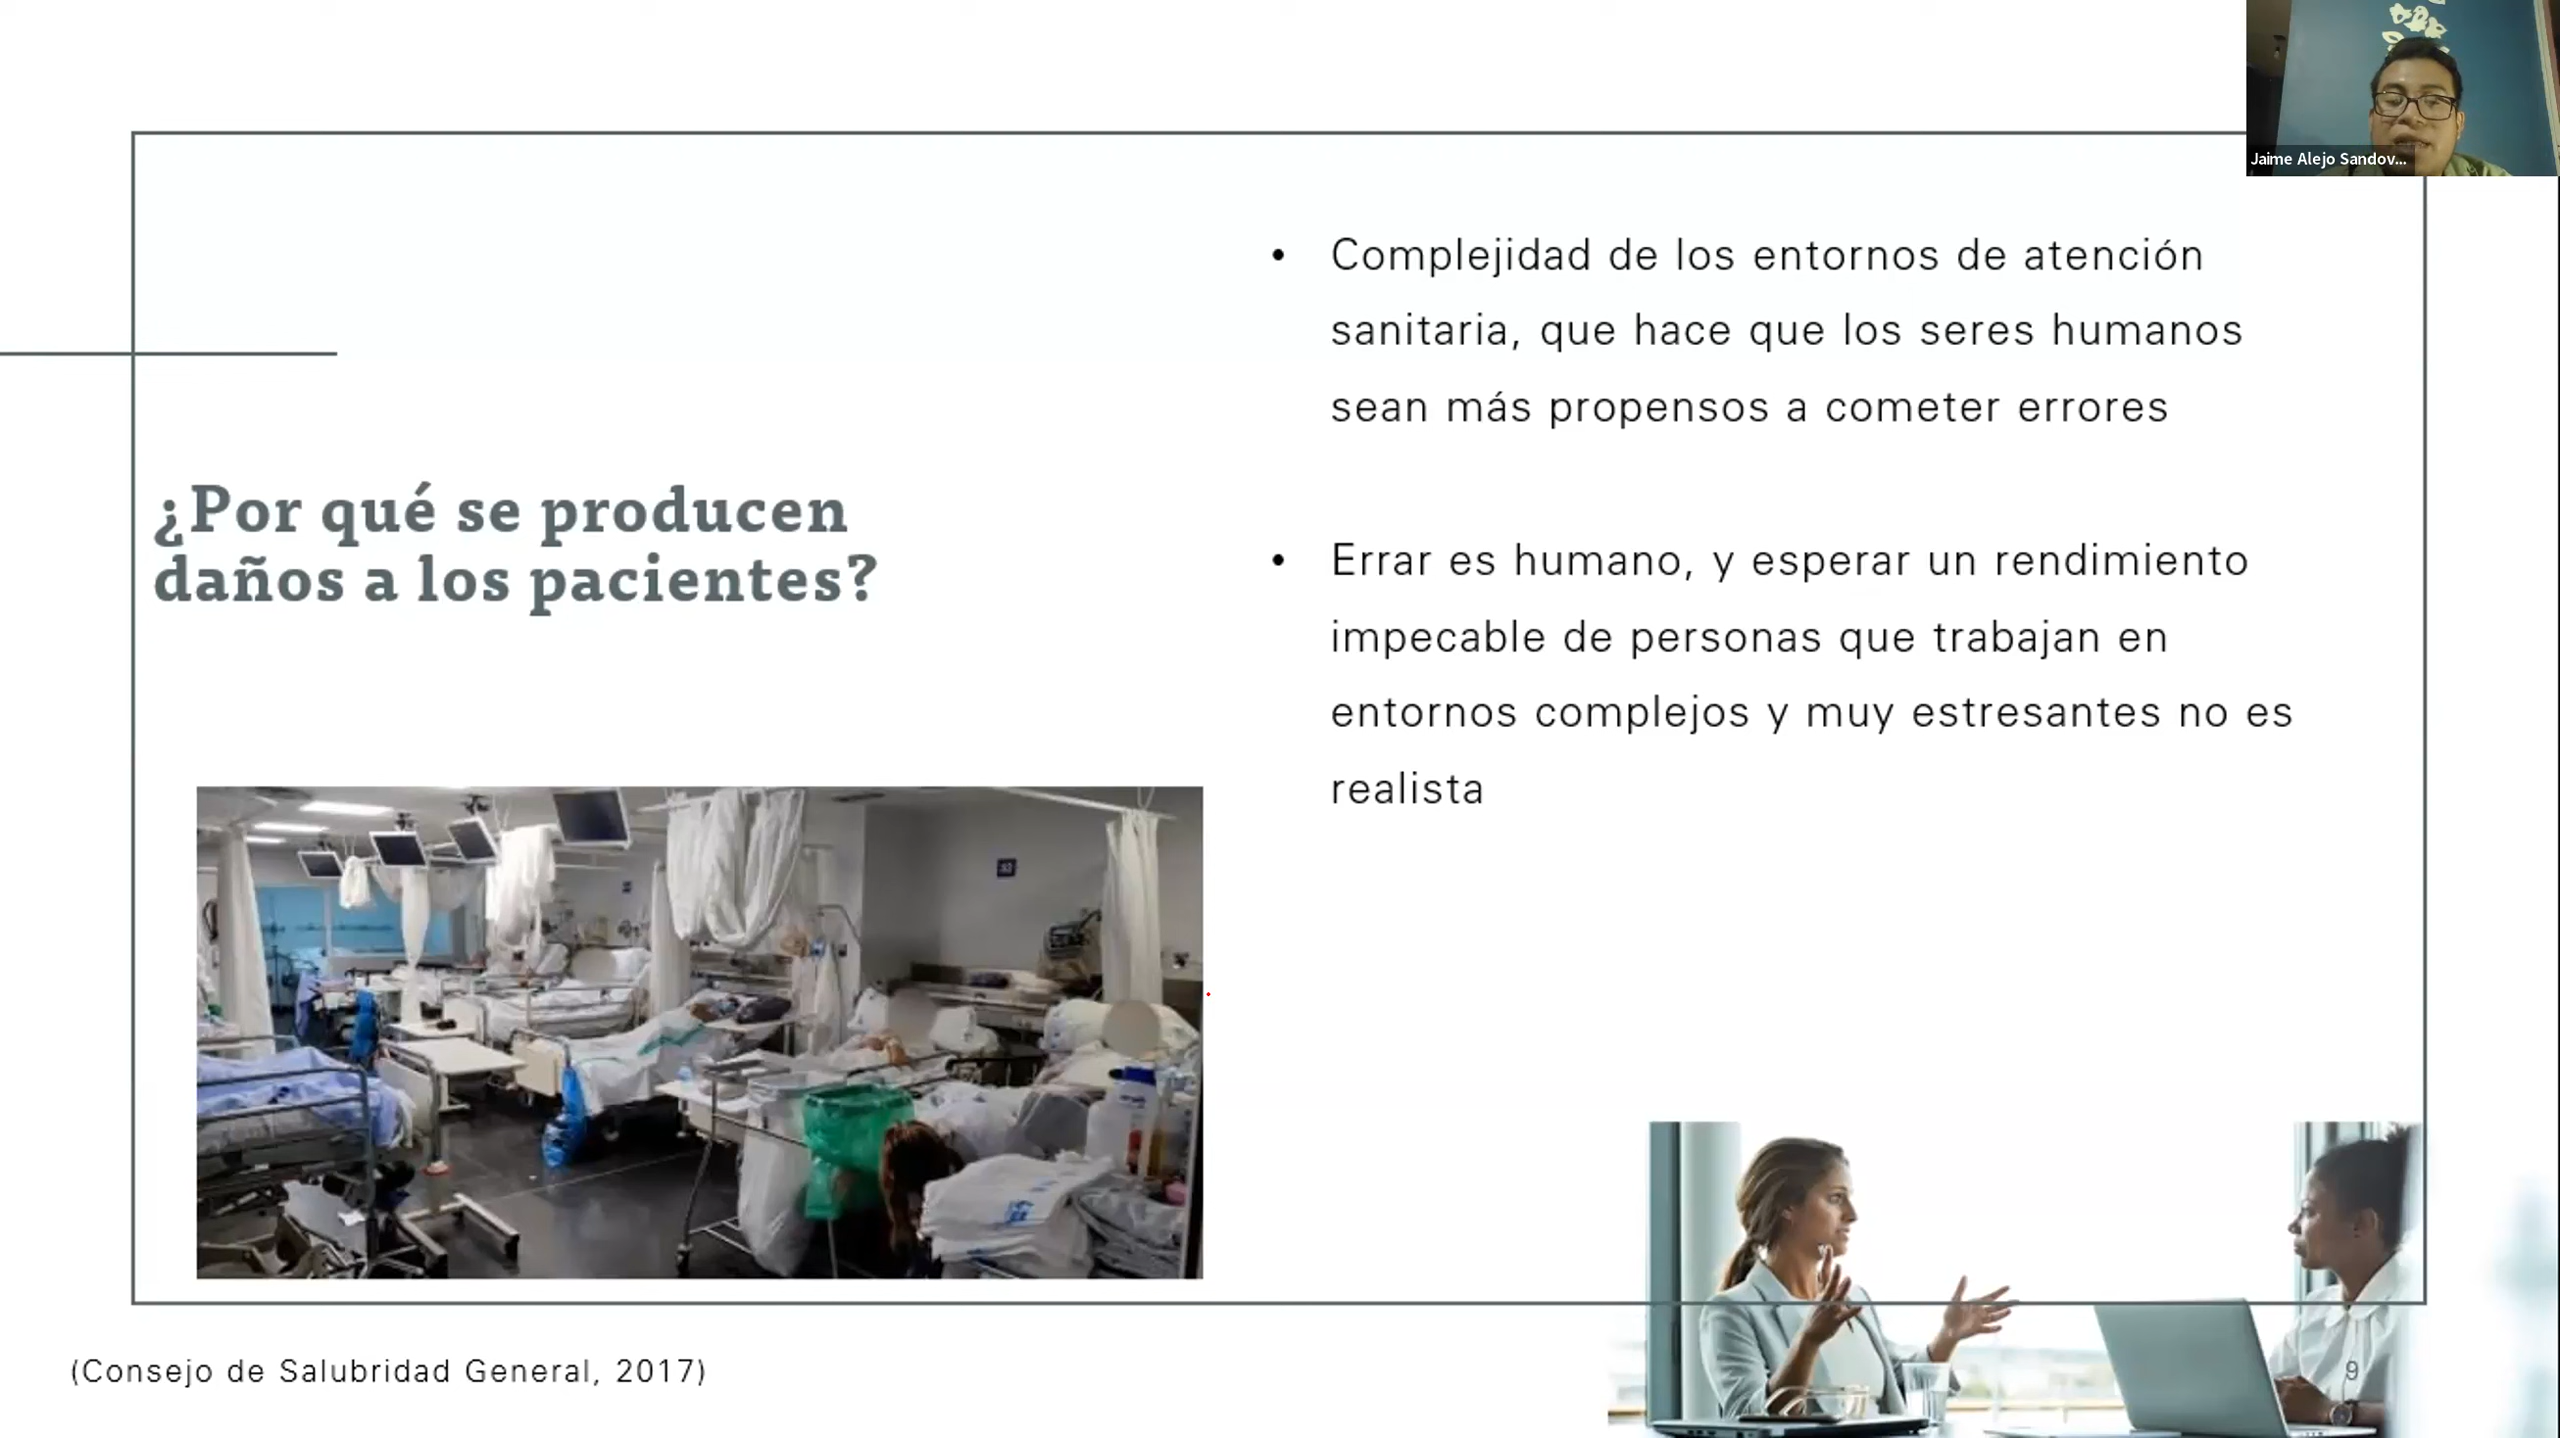 Jaime Alejo Sandov...
¿Por qué se producen
daños a los pacientes?
• Complejidad de los entornos de atención
sanitaria, que hace que los seres humanos
sean más propensos a cometer errores
• Errar es humano, y esperar un rendimiento
impecable de personas que trabajan en
entornos complejos y muy estresantes no es
realista
(Consejo de Salubridad General, 2017)
9